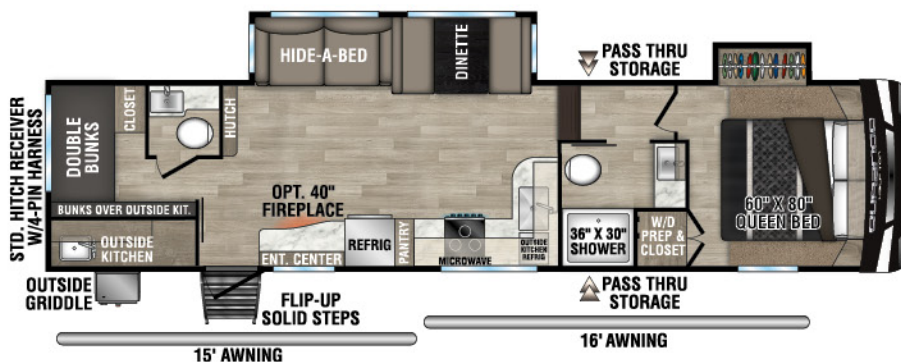 HIDE-A-BED
DINETTE
PASS THRU
STORAGE
STD. HITCH RECEIVER
W/4-PIN HARNESS
DOUBLE
BUNKS
CLOSET
HUTCH
BUNKS OVER OUTSIDE KIT.
OUTSIDE
KITCHEN
OPT. 40"
FIREPLACE
ENT. CENTER
REFRIG
PANTRY
MICROWAVE
OUTSIDE
KITCHEN
REFRIG
36" X 30"
SHOWER
W/D
PREP &
CLOSET
60" X 80"
QUEEN BED
DURANGO
OUTSIDE
GRIDDLE
FLIP-UP
SOLID STEPS
PASS THRU
STORAGE
15' AWNING
16' AWNING